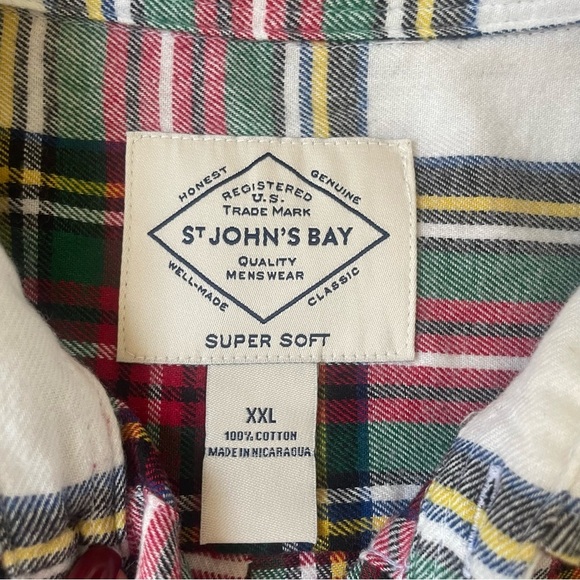 HONEST GENUINE
REGISTERED
U.S.
TRADE MARK
ST JOHN'S BAY
QUALITY
MENSWEAR
WELL-MADE CLASSIC
SUPER SOFT
XXL
100% COTTON
MADE IN NICARAGUA